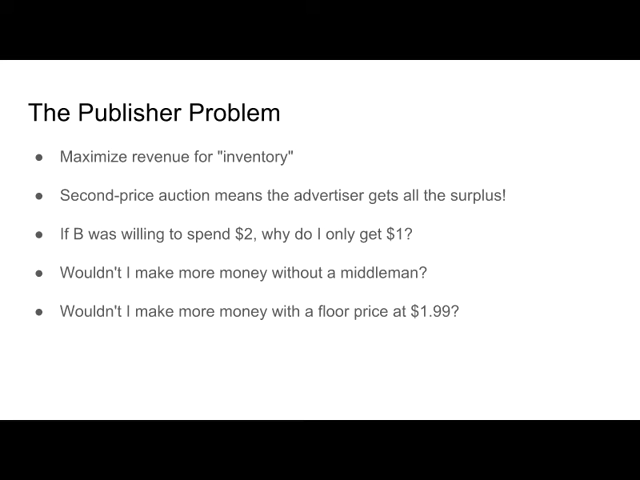 The Publisher Problem
● Maximize revenue for "inventory"
● Second-price auction means the advertiser gets all the surplus!
● If B was willing to spend $2, why do I only get $1?
● Wouldn't I make more money without a middleman?
● Wouldn't I make more money with a floor price at $1.99?